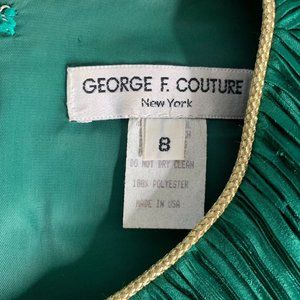 GEORGE F. COUTURE
New York
8
DO NOT DRY CLEAN
100% POLYESTER
MADE IN USA